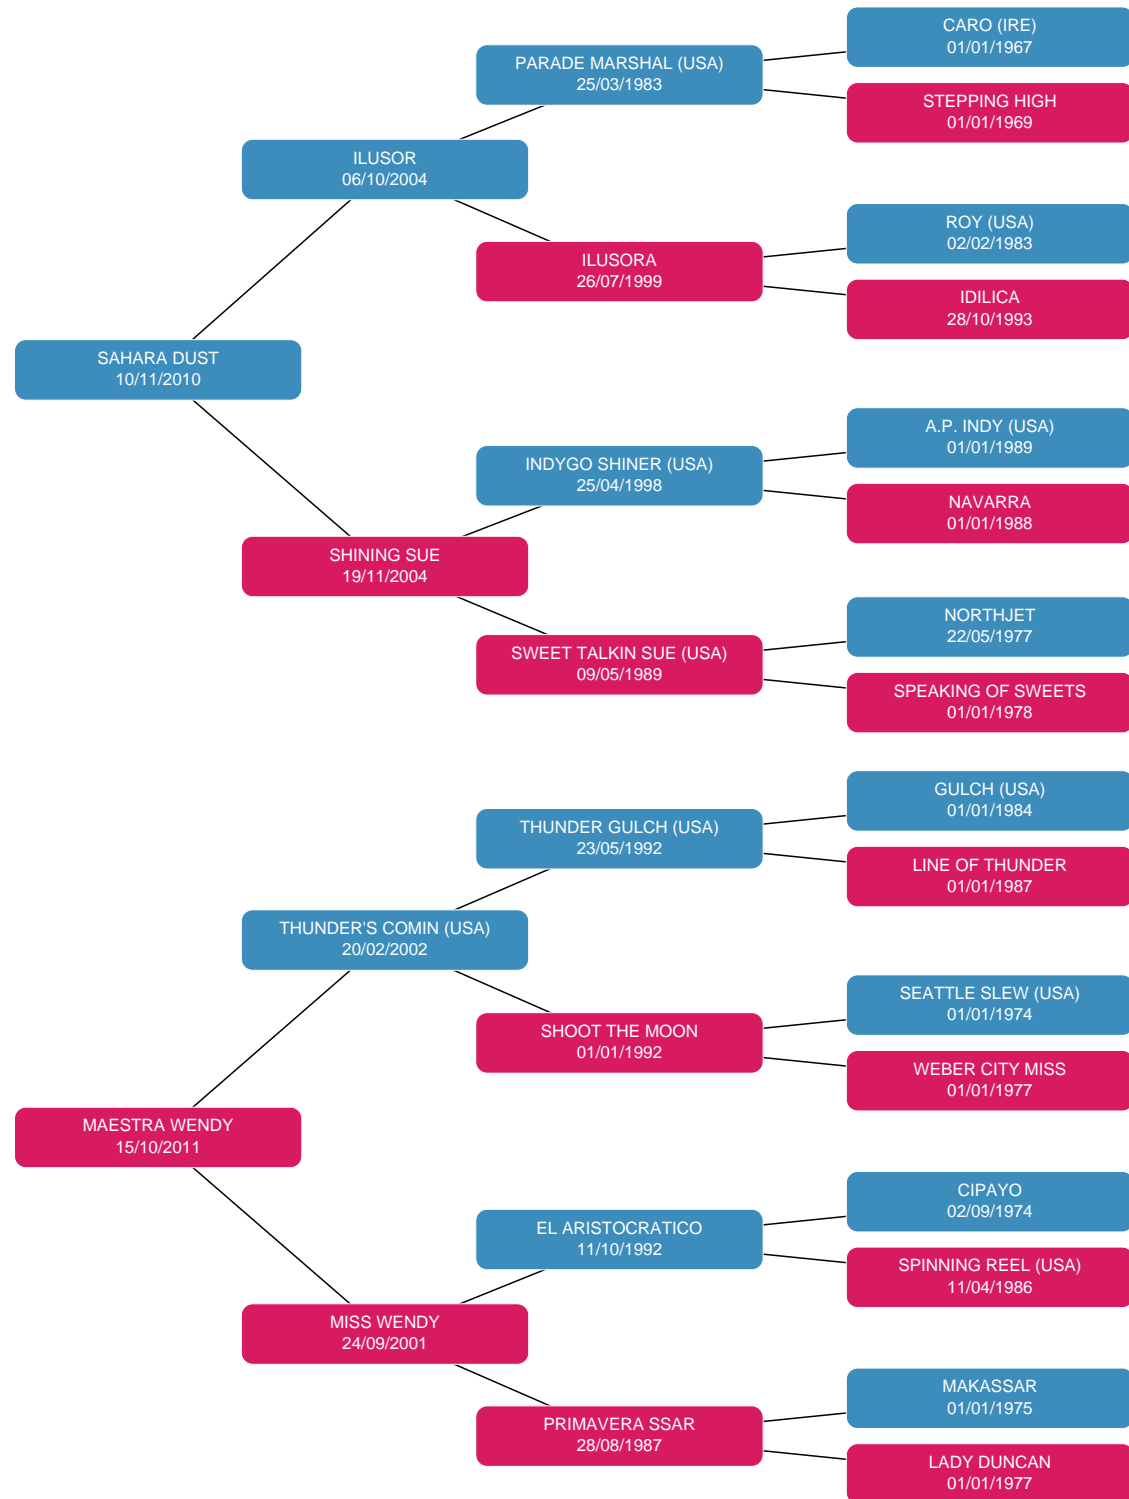 CARO (IRE)
01/01/1967
PARADE MARSHAL (USA)
25/03/1983
STEPPING HIGH
01/01/1969
ILUSOR
06/10/2004
ROY (USA)
02/02/1983
ILUSORA
26/07/1999
IDILICA
28/10/1993
SAHARA DUST
10/11/2010
A.P. INDY (USA)
01/01/1989
INDYGO SHINER (USA)
25/04/1998
NAVARRA
01/01/1988
SHINING SUE
19/11/2004
NORTHJET
22/05/1977
SWEET TALKIN SUE (USA)
09/05/1989
SPEAKING OF SWEETS
01/01/1978
GULCH (USA)
01/01/1984
THUNDER GULCH (USA)
23/05/1992
LINE OF THUNDER
01/01/1987
THUNDER'S COMIN (USA)
20/02/2002
SEATTLE SLEW (USA)
01/01/1974
SHOOT THE MOON
01/01/1992
WEBER CITY MISS
01/01/1977
MAESTRA WENDY
15/10/2011
CIPAYO
02/09/1974
EL ARISTOCRATICO
11/10/1992
SPINNING REEL (USA)
11/04/1986
MISS WENDY
24/09/2001
MAKASSAR
01/01/1975
PRIMAVERA SSAR
28/08/1987
LADY DUNCAN
01/01/1977